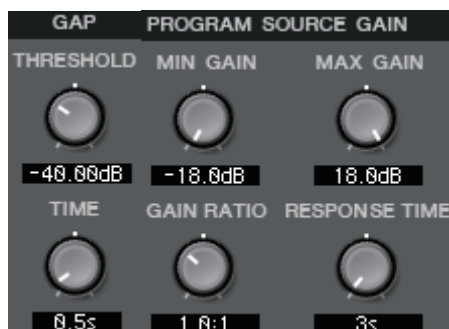 GAP PROGRAM SOURCE GAIN
THRESHOLD MIN GAIN MAX GAIN
-40.00dB -18.0dB 18.0dB
TIME GAIN RATIO RESPONSE TIME
0.5s 1.0:1 3s